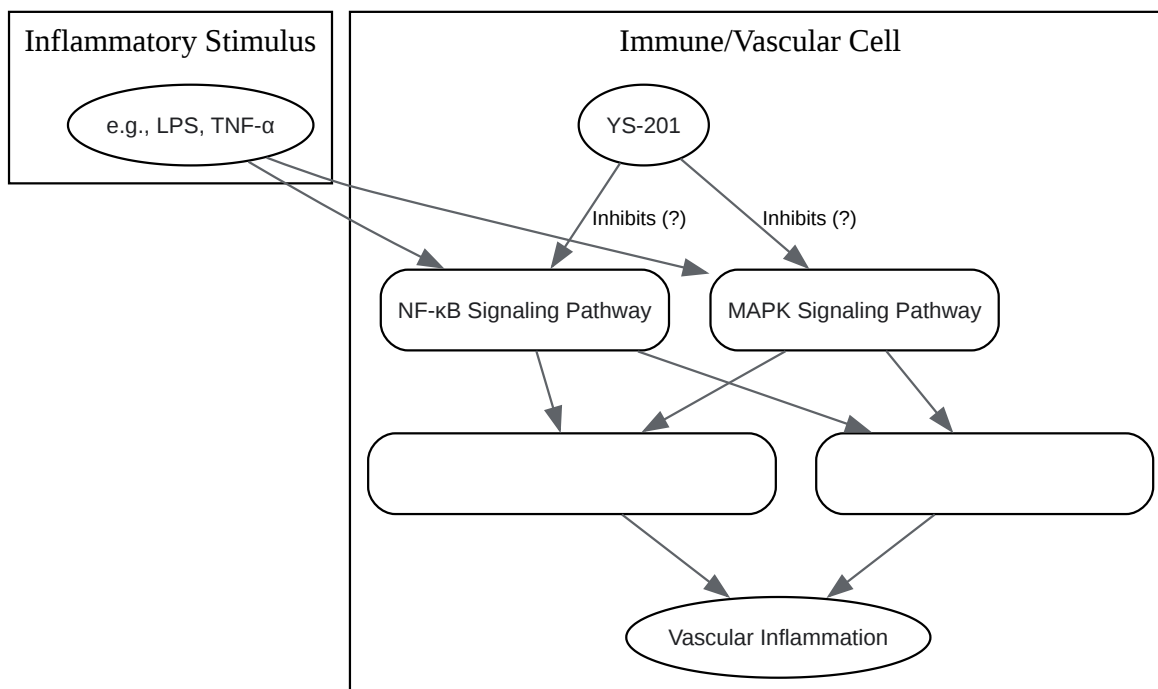 Inflammatory Stimulus
Immune/Vascular Cell
e.g., LPS, TNF-α
YS-201
Inhibits (?)
Inhibits (?)
NF-κB Signaling Pathway
MAPK Signaling Pathway
Vascular Inflammation